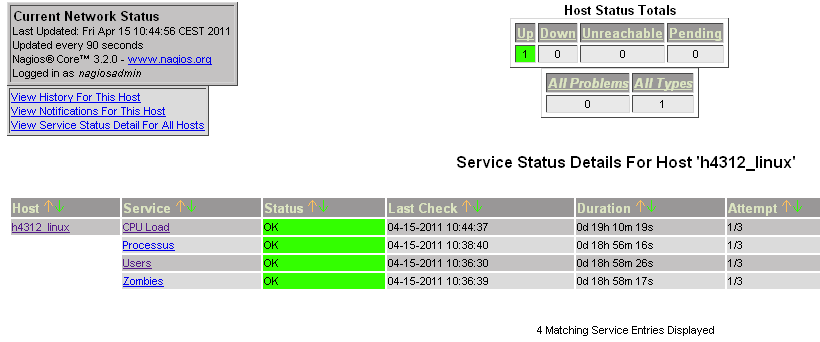 Current Network Status
Last Updated: Fri Apr 15 10:44:56 CEST 2011
Updated every 90 seconds
Nagios® Core™ 3.2.0 - www.nagios.org
Logged in as nagiosadmin
View History For This Host
View Notifications For This Host
View Service Status Detail For All Hosts
Host Status Totals
Up Down Unreachable Pending
1 0 0 0
All Problems All Types
0 1
Service Status Details For Host 'h4312_linux'
Host Service Status Last Check Duration Attempt
h4312_linux CPU Load OK 04-15-2011 10:44:37 0d 19h 10m 19s 1/3
Processus OK 04-15-2011 10:38:40 0d 18h 56m 16s 1/3
Users OK 04-15-2011 10:36:30 0d 18h 58m 26s 1/3
Zombies OK 04-15-2011 10:36:39 0d 18h 58m 17s 1/3
4 Matching Service Entries Displayed